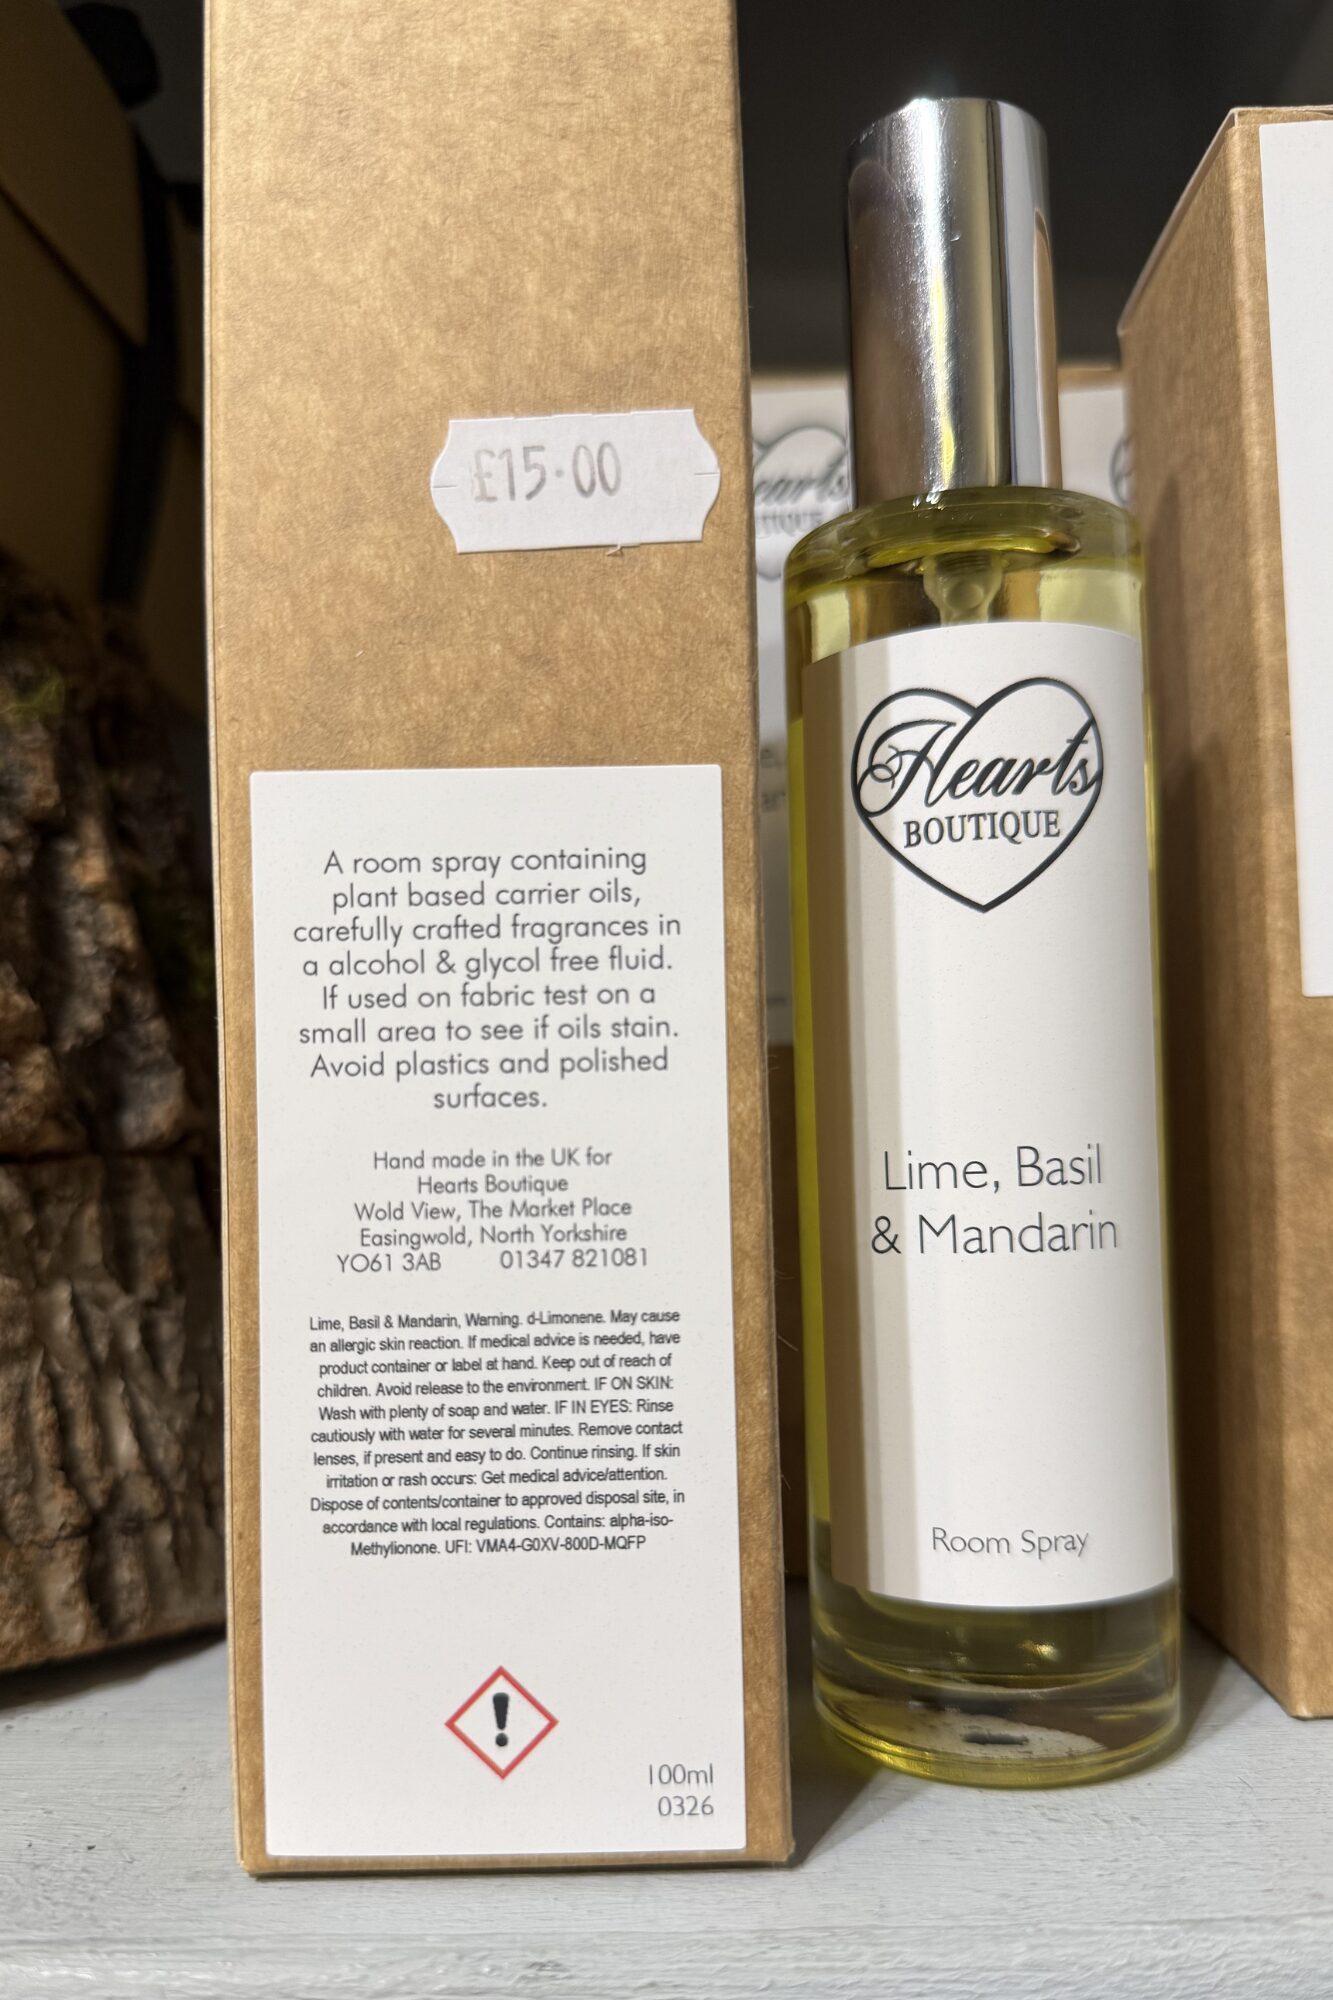 £15.00
A room spray containing
plant based carrier oils,
carefully crafted fragrances in
a alcohol & glycol free fluid.
If used on fabric test on a
small area to see if oils stain.
Avoid plastics and polished
surfaces.
Hand made in the UK for
Hearts Boutique
Wold View, The Market Place
Easingwold, North Yorkshire
YO61 3AB 01347 821081
Lime, Basil & Mandarin, Warning. d-Limonene. May cause
an allergic skin reaction. If medical advice is needed, have
product container or label at hand. Keep out of reach of
children. Avoid release to the environment. IF ON SKIN:
Wash with plenty of soap and water. IF IN EYES: Rinse
cautiously with water for several minutes. Remove contact
lenses, if present and easy to do. Continue rinsing. If skin
irritation or rash occurs: Get medical advice/attention.
Dispose of contents/container to approved disposal site, in
accordance with local regulations. Contains: alpha-iso-
Methylionone. UFI: VMA4-G0XV-800D-MQFP
100ml
0326
Hearts
BOUTIQUE
Lime, Basil
& Mandarin
Room Spray